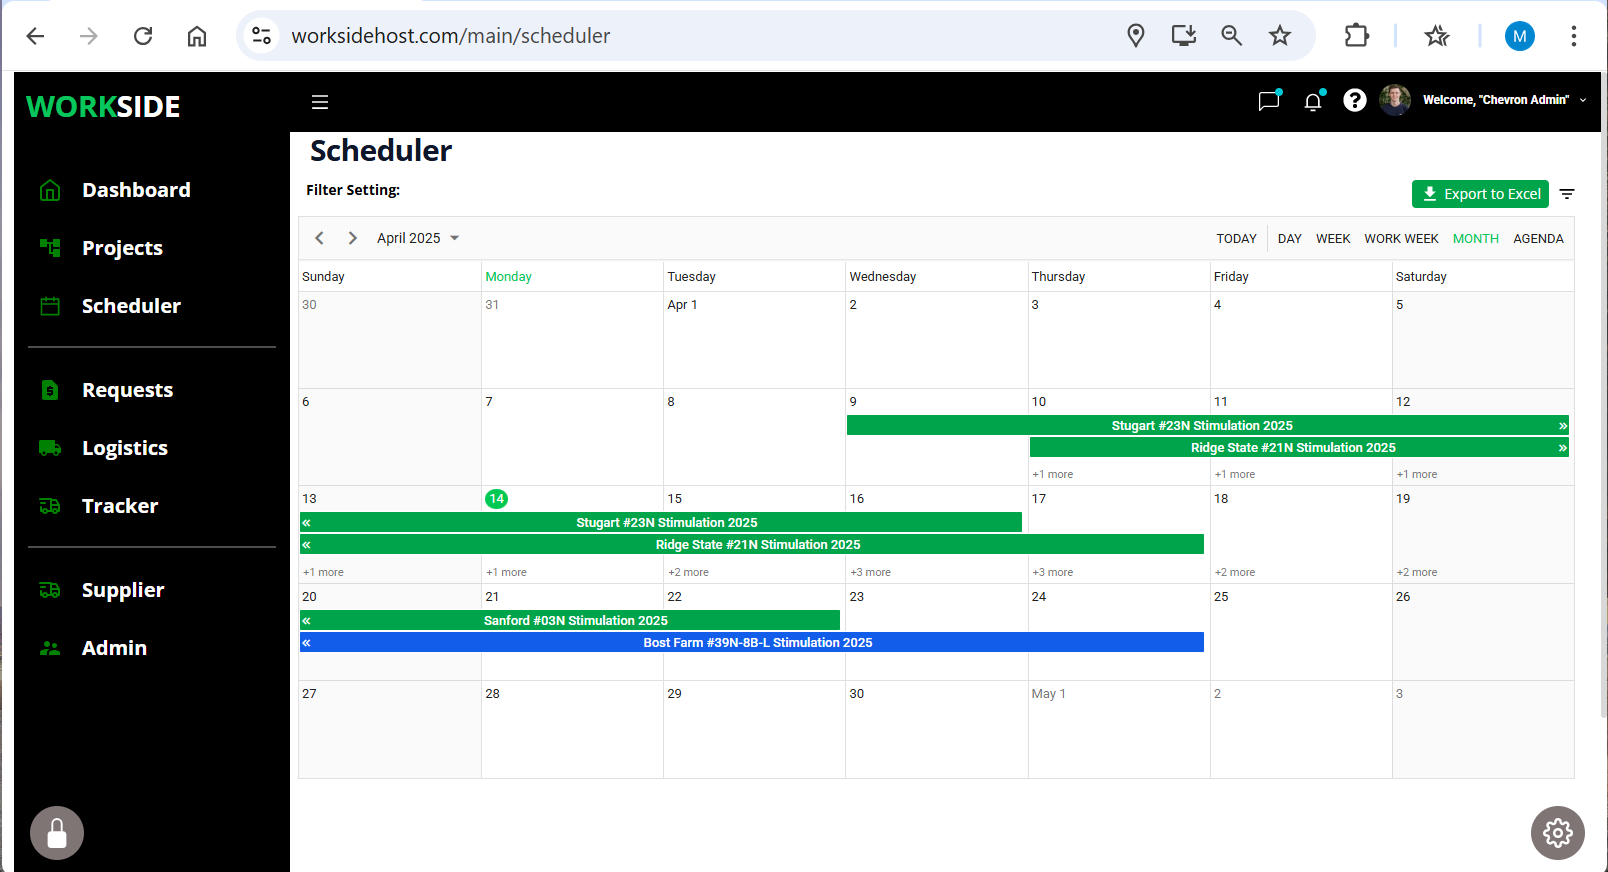 worksidehost.com/main/scheduler
M
WORKSIDE
Welcome, "Chevron Admin"
Dashboard
Projects
Scheduler
Requests
Logistics
Tracker
Supplier
Admin
Scheduler
Filter Setting:
Export to Excel
April 2025
TODAY DAY WEEK WORK WEEK MONTH AGENDA
Sunday Monday Tuesday Wednesday Thursday Friday Saturday
30 31 Apr 1 2 3 4 5
6 7 8 9 10 11 12
Stugart #23N Stimulation 2025 »
Ridge State #21N Stimulation 2025 »
+1 more +1 more +1 more
13 14 15 16 17 18 19
« Stugart #23N Stimulation 2025
« Ridge State #21N Stimulation 2025
+1 more +1 more +2 more +3 more +3 more +2 more +2 more
20 21 22 23 24 25 26
« Sanford #03N Stimulation 2025
« Bost Farm #39N-8B-L Stimulation 2025
27 28 29 30 May 1 2 3